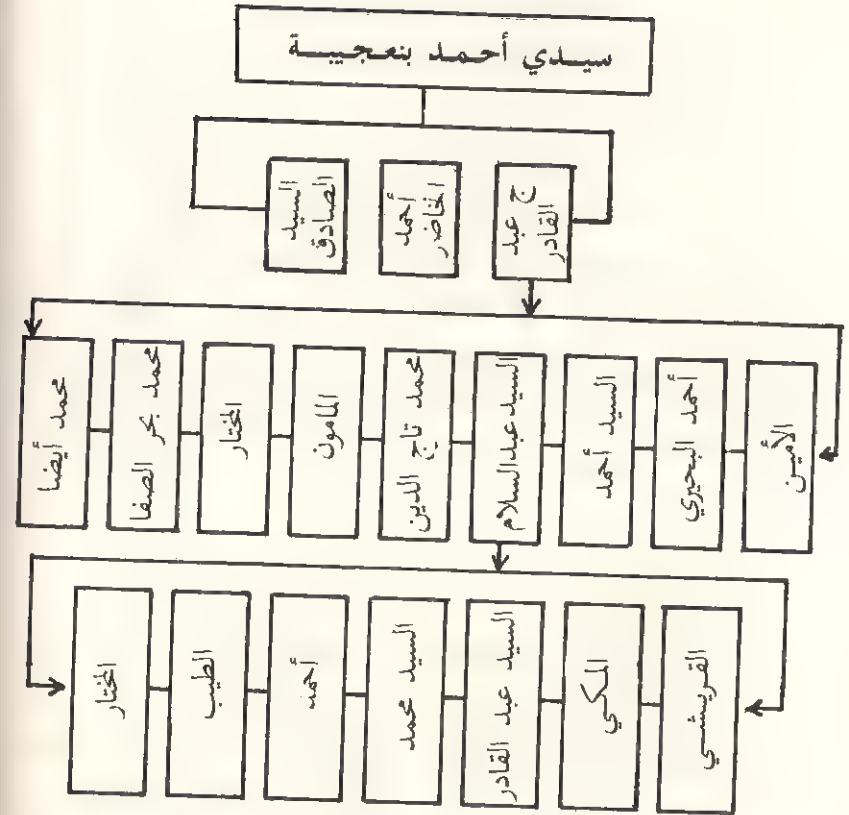 سيدي أحمد بنعجيبة
ج عبد
القادر
أحمد
الخاضر
السيد
الصادق
الأمين
أحمد البحيري
السيد أحمد
السيد عبد السلام
محمد تاج الدين
المامون
المختار
محمد بحر الصفا
محمد أيضا
القريشي
المكي
السيد عبد القادر
السيد محمد
أحمد
الطيب
المختار